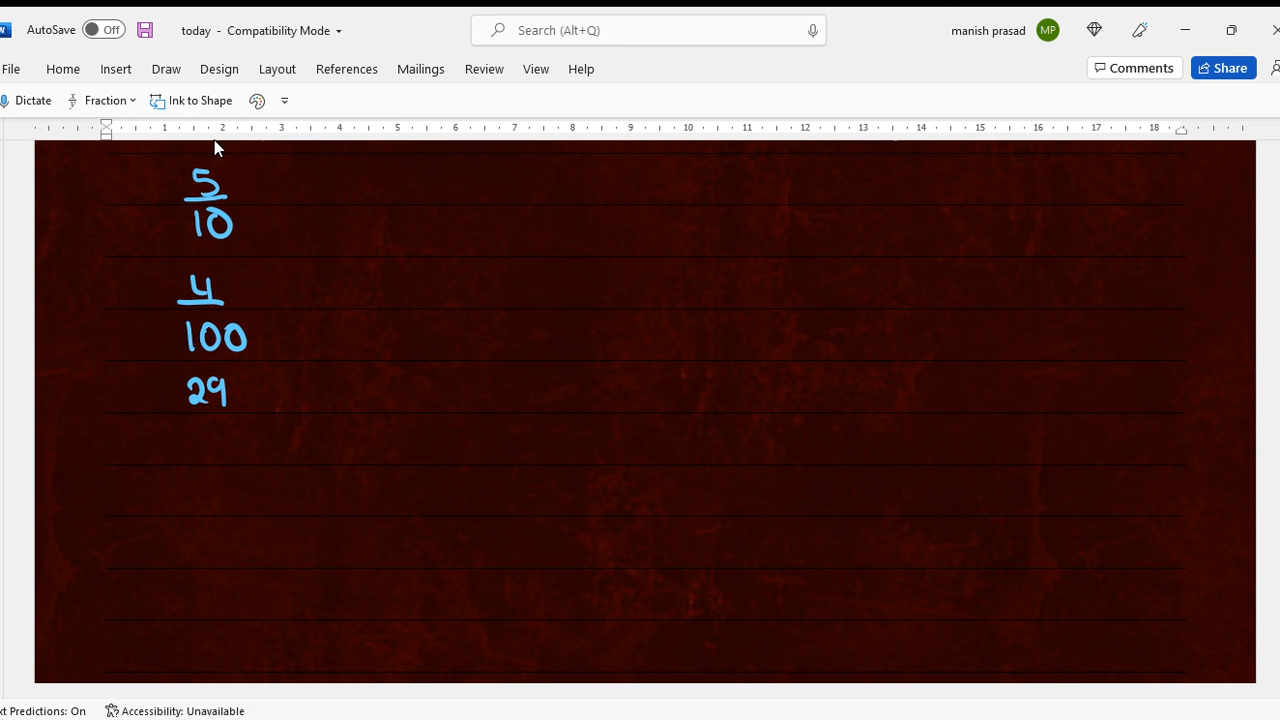 AutoSave Off today - Compatibility Mode Search (Alt+Q) manish prasad MP
File Home Insert Draw Design Layout References Mailings Review View Help Comments Share
Dictate Fraction Ink to Shape
1 2 3 4 5 6 7 8 9 10 11 12 13 14 15 16 17 18
5
10
4
100
29
xt Predictions: On Accessibility: Unavailable